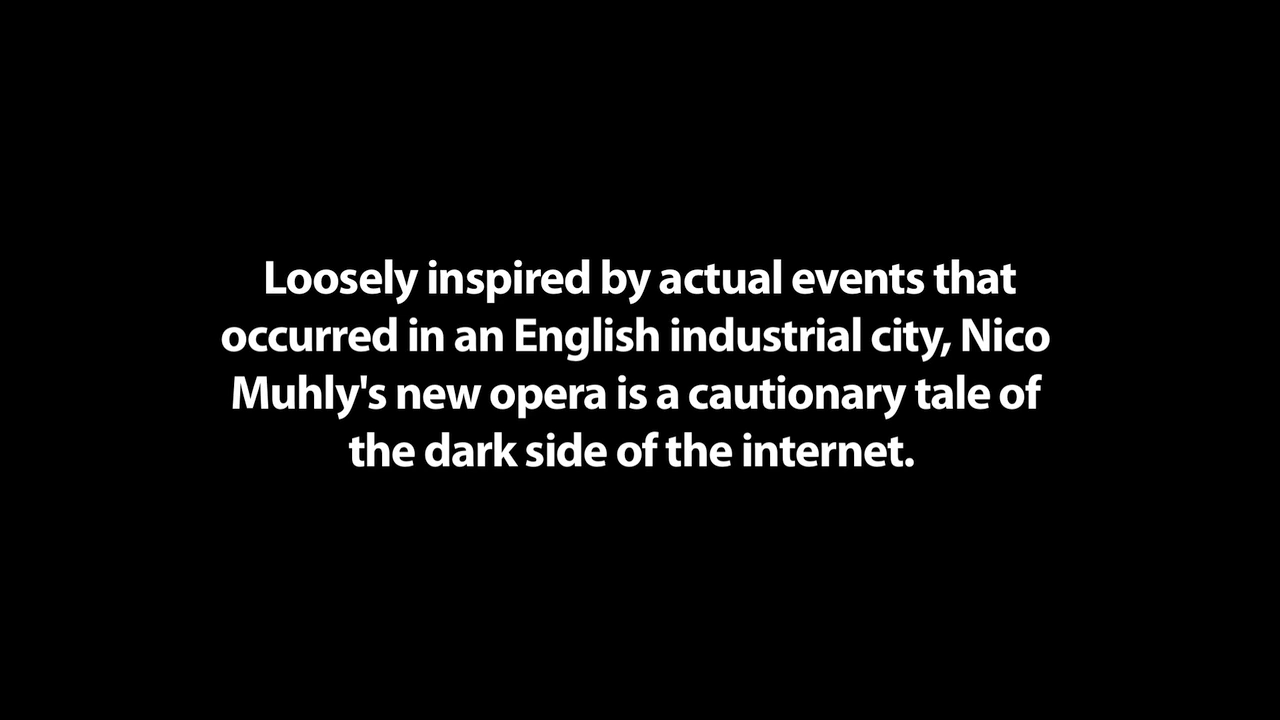 Loosely inspired by actual events that
occurred in an English industrial city, Nico
Muhly's new opera is a cautionary tale of
the dark side of the internet.